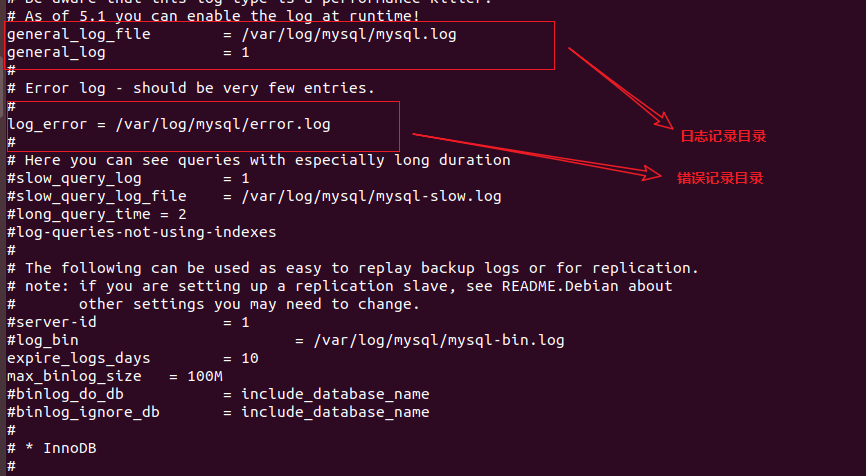 # Be aware that this log type is a performance killer.
# As of 5.1 you can enable the log at runtime!
general_log_file        = /var/log/mysql/mysql.log
general_log             = 1
#
# Error log - should be very few entries.
#
log_error = /var/log/mysql/error.log
#
# Here you can see queries with especially long duration
#slow_query_log         = 1
#slow_query_log_file    = /var/log/mysql/mysql-slow.log
#long_query_time = 2
#log-queries-not-using-indexes
#
# The following can be used as easy to replay backup logs or for replication.
# note: if you are setting up a replication slave, see README.Debian about
#       other settings you may need to change.
#server-id              = 1
#log_bin                        = /var/log/mysql/mysql-bin.log
expire_logs_days        = 10
max_binlog_size   = 100M
#binlog_do_db           = include_database_name
#binlog_ignore_db       = include_database_name
#
# * InnoDB
#
日志记录目录
错误记录目录